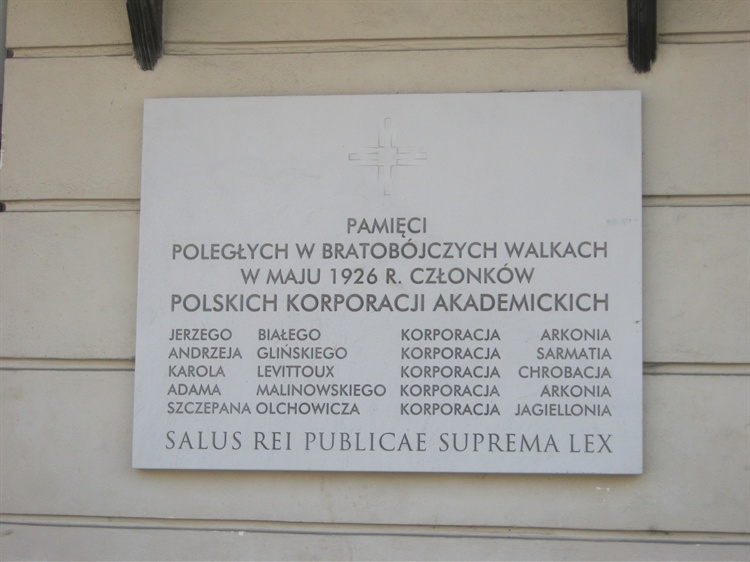 PAMIĘCI
POLEGŁYCH W BRATOBÓJCZYCH WALKACH
W MAJU 1926 R. CZŁONKÓW
POLSKICH KORPORACJI AKADEMICKICH
JERZEGO BIAŁEGO KORPORACJA ARKONIA
ANDRZEJA GLIŃSKIEGO KORPORACJA SARMATIA
KAROLA LEVITTOUX KORPORACJA CHROBACJA
ADAMA MALINOWSKIEGO KORPORACJA ARKONIA
SZCZEPANA OLCHOWICZA KORPORACJA JAGIELLONIA
SALUS REI PUBLICAE SUPREMA LEX